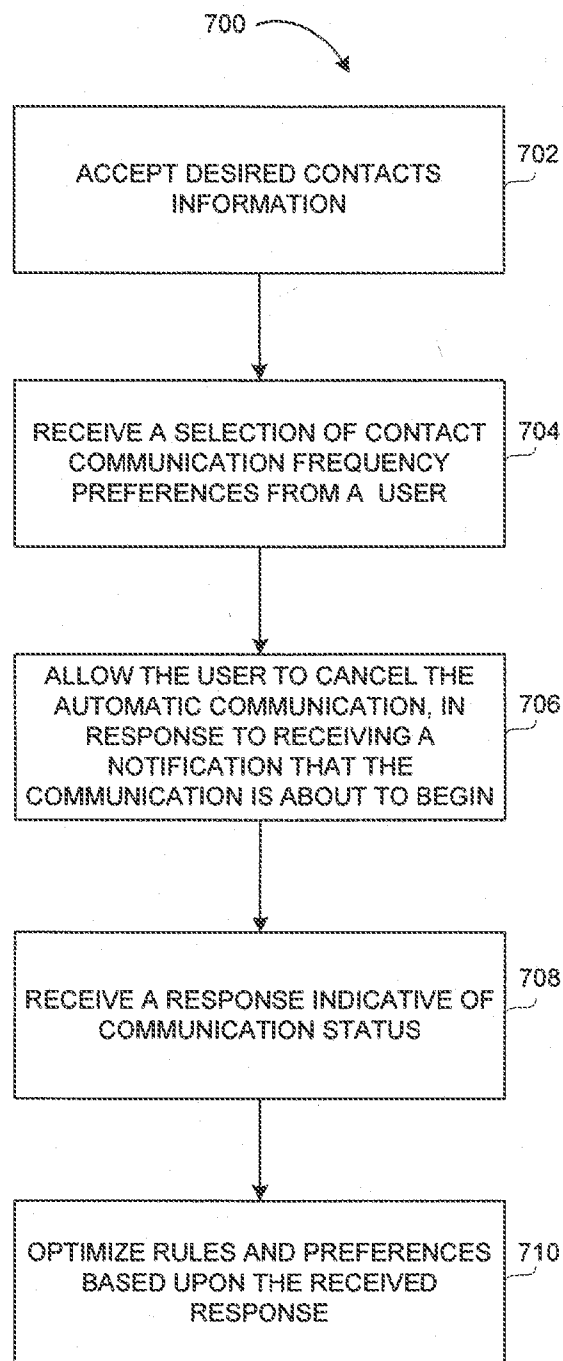 700
ACCEPT DESIRED CONTACTS
INFORMATION
702
RECEIVE A SELECTION OF CONTACT
COMMUNICATION FREQUENCY
PREFERENCES FROM A USER
704
ALLOW THE USER TO CANCEL THE
AUTOMATIC COMMUNICATION, IN
RESPONSE TO RECEIVING A
NOTIFICATION THAT THE
COMMUNICATION IS ABOUT TO BEGIN
706
RECEIVE A RESPONSE INDICATIVE OF
COMMUNICATION STATUS
708
OPTIMIZE RULES AND PREFERENCES
BASED UPON THE RECEIVED
RESPONSE
710